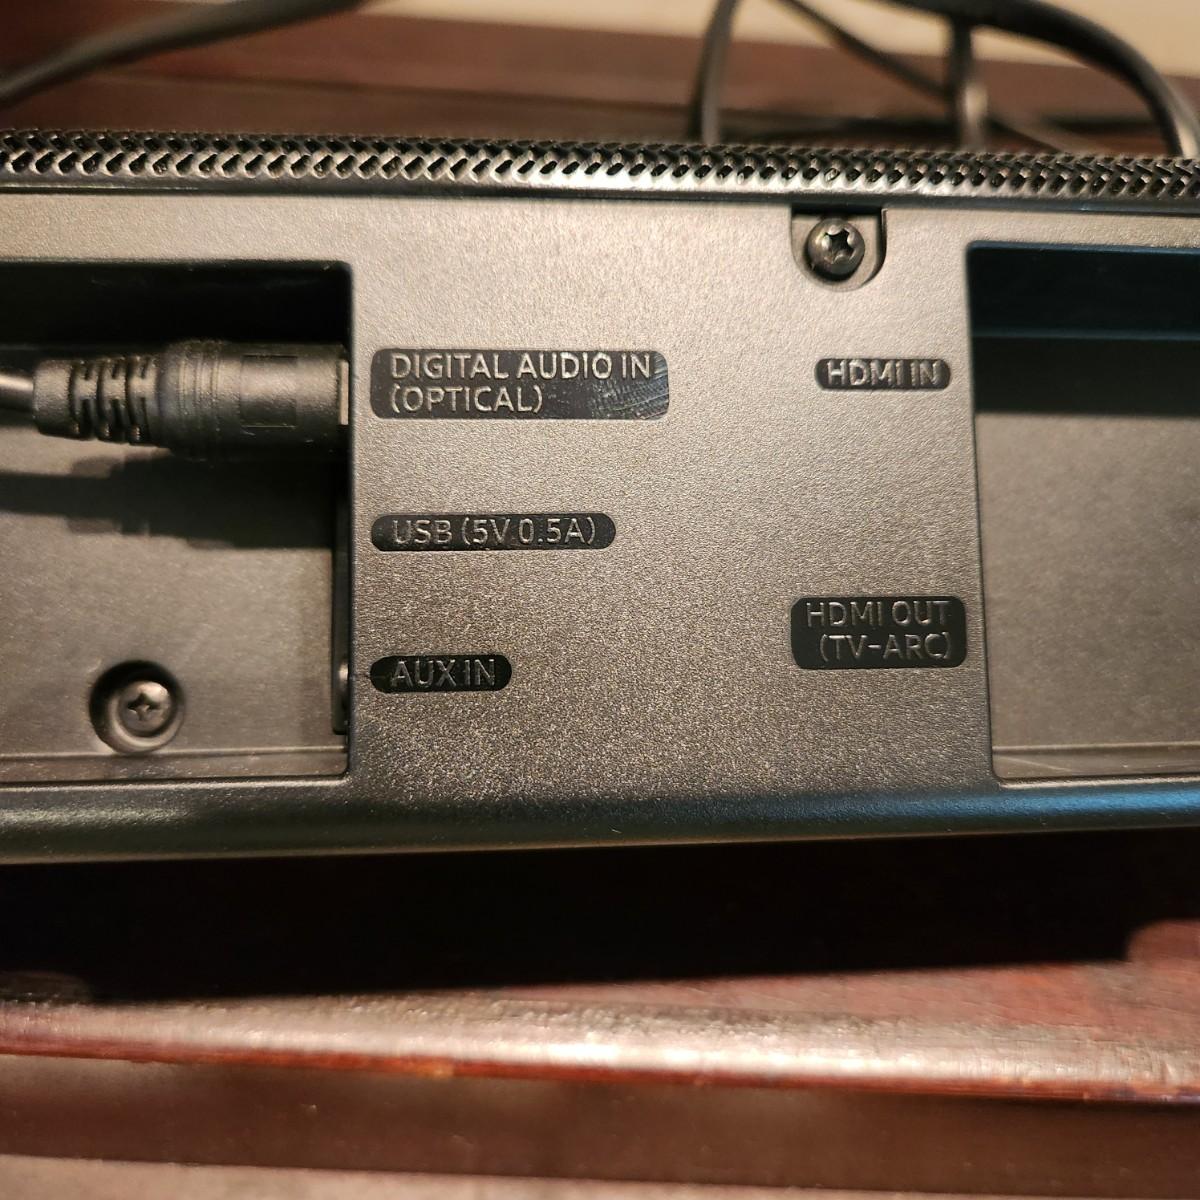 DIGITAL AUDIO IN
(OPTICAL)
USB (5V 0.5A)
AUX IN
HDMI IN
HDMI OUT
(TV-ARC)